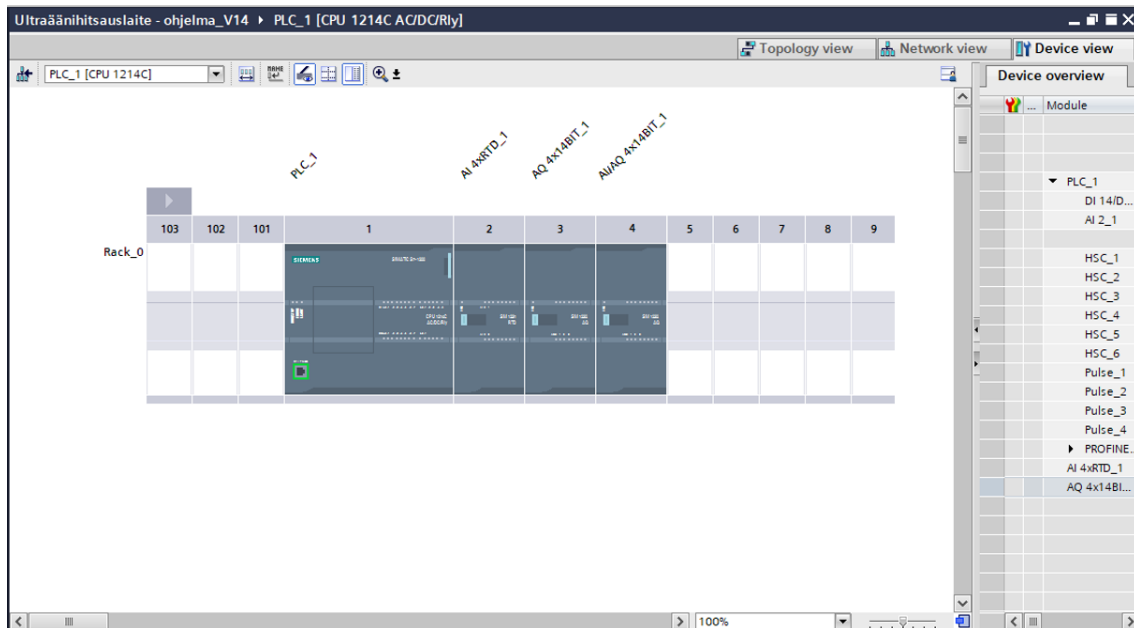 Ultraäänihitsauslaite - ohjelma_V14 ▸ PLC_1 [CPU 1214C AC/DC/Rly]
Topology view
Network view
Device view
PLC_1 [CPU 1214C]
Device overview
... Module
PLC_1
AI 4xRTD_1
AQ 4x14BIT_1
AI/AQ 4x14BIT_1
103 102 101 1 2 3 4 5 6 7 8 9
Rack_0
SIEMENS
PLC_1
DI 14/D...
AI 2_1
HSC_1
HSC_2
HSC_3
HSC_4
HSC_5
HSC_6
Pulse_1
Pulse_2
Pulse_3
Pulse_4
PROFINE...
AI 4xRTD_1
AQ 4x14BI...
100%